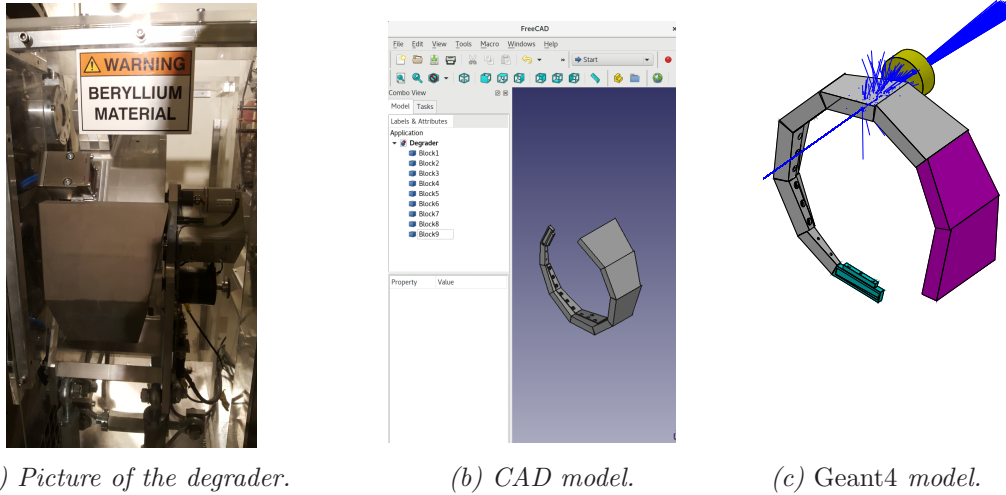 WARNING
BERYLLIUM
MATERIAL
FreeCAD
File Edit View Tools Macro Windows Help
» Start
Combo View
Model Tasks
Labels & Attributes
Application
Degrader
Block1
Block2
Block3
Block4
Block5
Block6
Block7
Block8
Block9
Property Value
) Picture of the degrader.
(b) CAD model.
(c) Geant4 model.